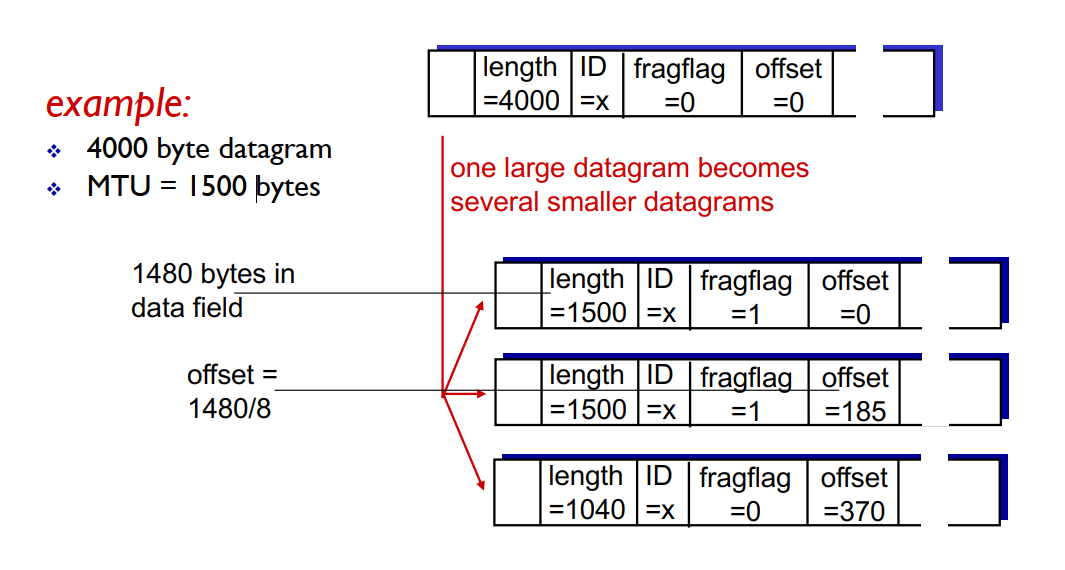 length ID fragflag offset
=4000 =x =0 =0
example:
4000 byte datagram
MTU = 1500 bytes
one large datagram becomes
several smaller datagrams
1480 bytes in
data field
length ID fragflag offset
=1500 =x =1 =0
offset =
1480/8
length ID fragflag offset
=1500 =x =1 =185
length ID fragflag offset
=1040 =x =0 =370